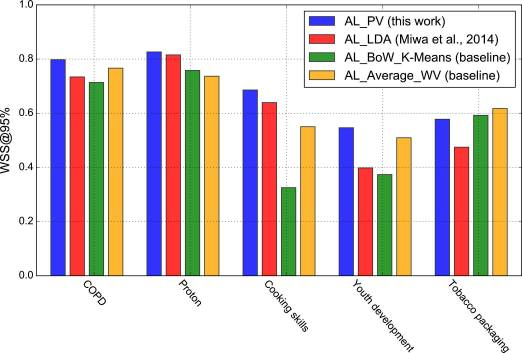 AL_PV (this work)
AL_LDA (Miwa et al., 2014)
AL_BoW_K-Means (baseline)
AL_Average_WV (baseline)
WSS@95%
1.0
0.8
0.6
0.4
0.2
0.0
COPD
Proton
Cooking skills
Youth development
Tobacco packaging